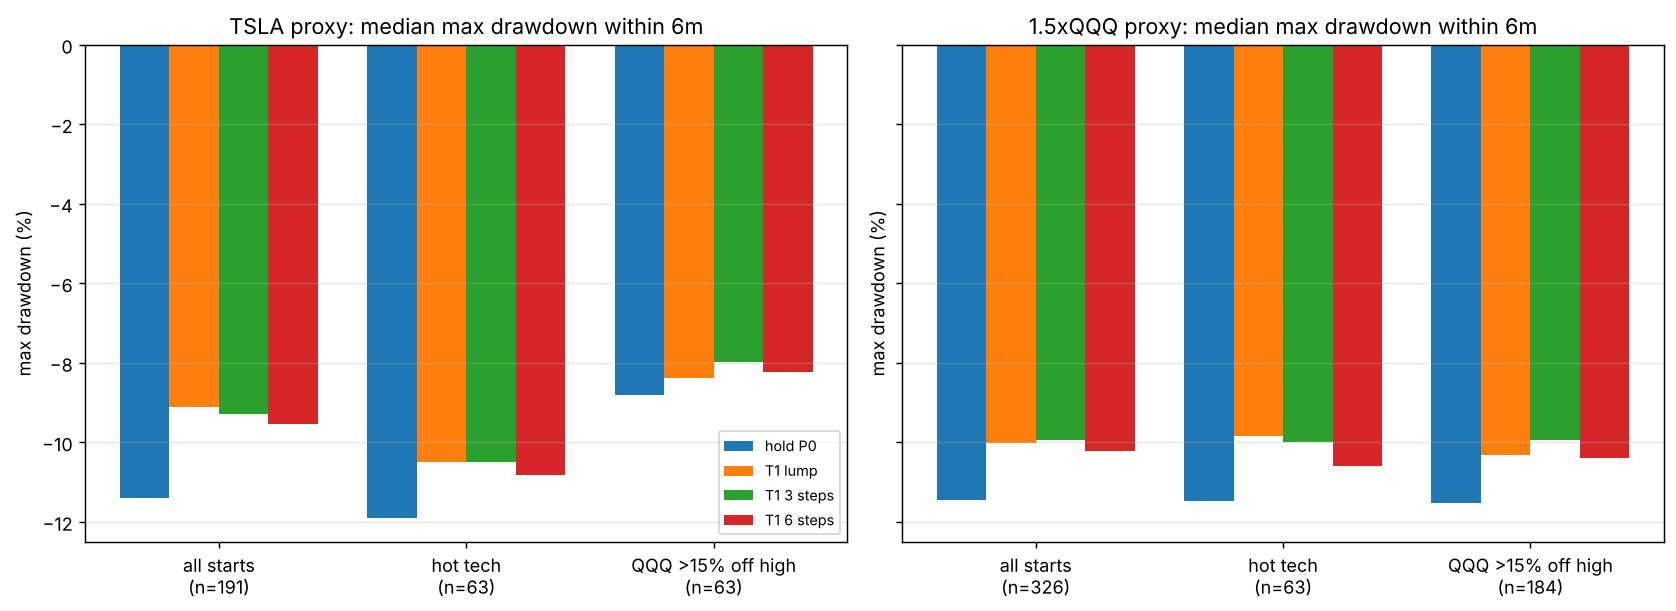 TSLA proxy: median max drawdown within 6m
max drawdown (%)
0
−2
−4
−6
−8
−10
−12
all starts
(n=191)
hot tech
(n=63)
QQQ >15% off high
(n=63)
hold P0
T1 lump
T1 3 steps
T1 6 steps
1.5xQQQ proxy: median max drawdown within 6m
max drawdown (%)
all starts
(n=326)
hot tech
(n=63)
QQQ >15% off high
(n=184)